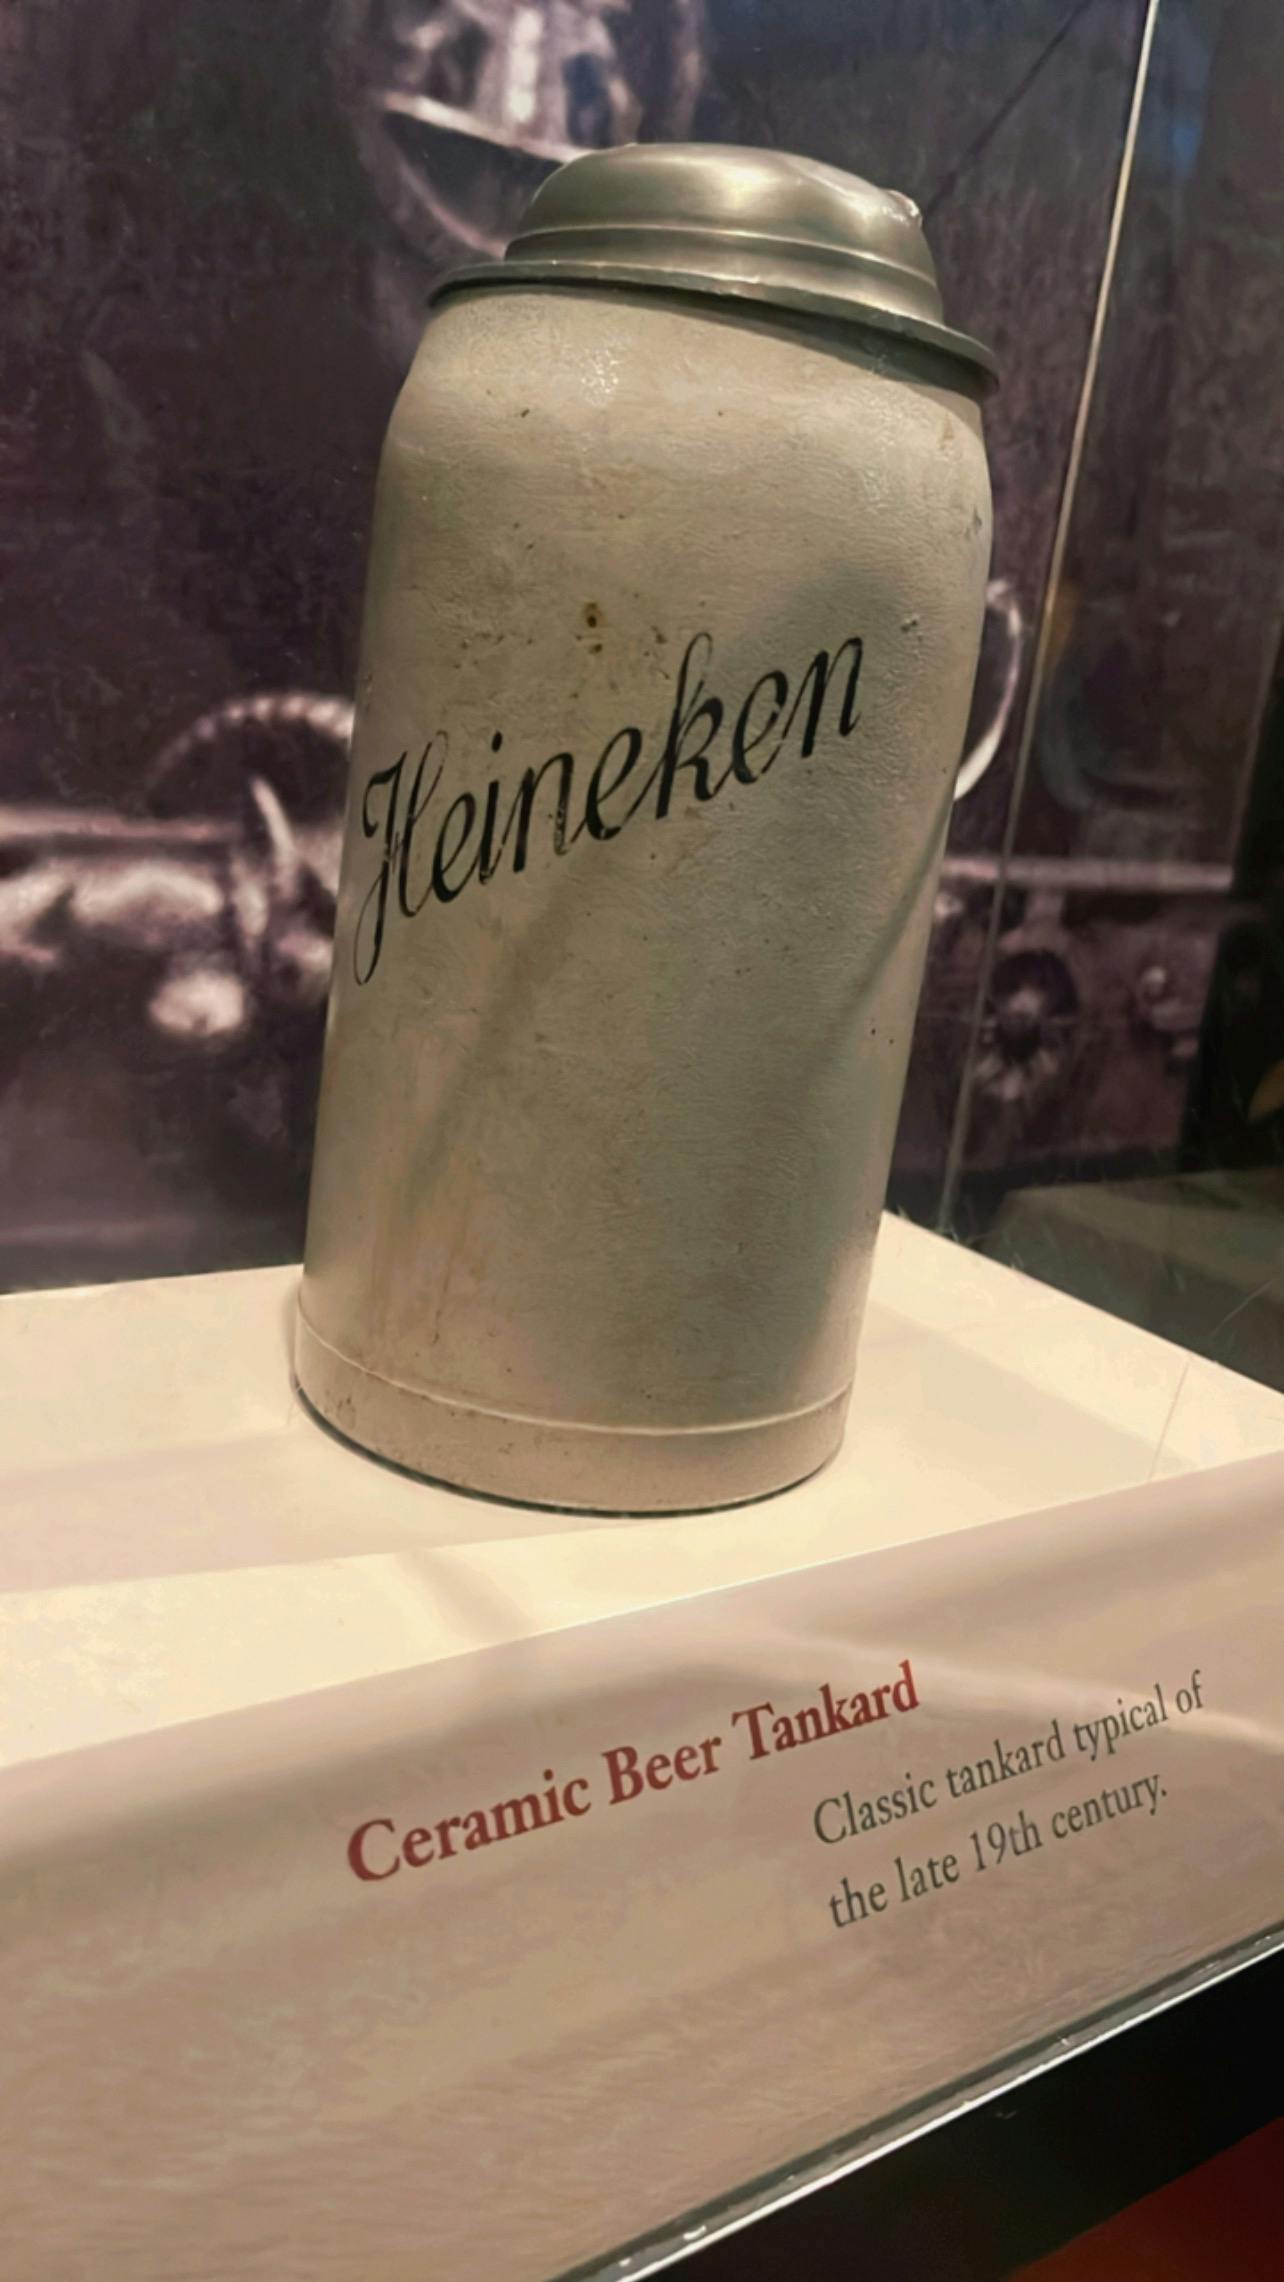 Heineken
Ceramic Beer Tankard
Classic tankard typical of
the late 19th century.